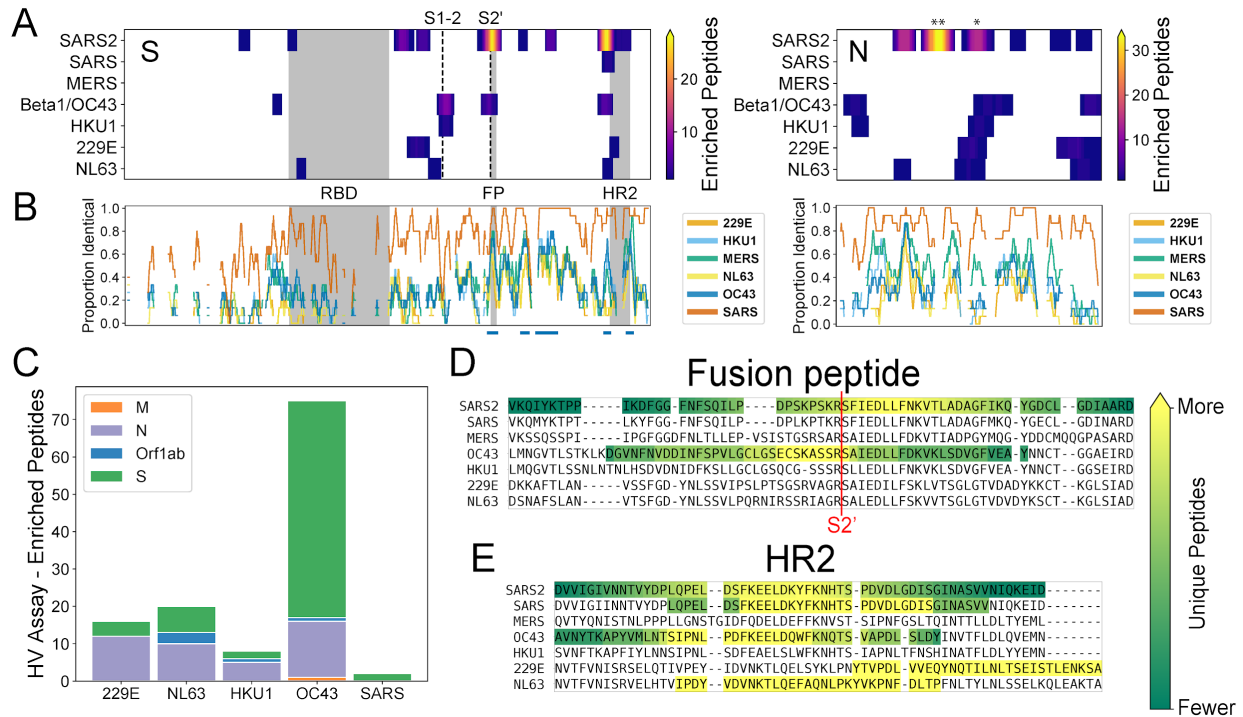 A
S1-2 S2'
S
SARS2
SARS
MERS
Beta1/OC43
HKU1
229E
NL63
20
10
Enriched Peptides
** *
N
SARS2
SARS
MERS
Beta1/OC43
HKU1
229E
NL63
30
20
10
Enriched Peptides
RBD FP HR2
B
Proportion Identical
1.0
0.8
0.6
0.4
0.2
0.0
229E
HKU1
MERS
NL63
OC43
SARS
Proportion Identical
1.0
0.8
0.6
0.4
0.2
0.0
229E
HKU1
MERS
NL63
OC43
SARS
C
HV Assay - Enriched Peptides
70
60
50
40
30
20
10
0
M
N
Orf1ab
S
229E NL63 HKU1 OC43 SARS
D
Fusion peptide
SARS2 VKQIYKTPP-----IKDFGG-FNFSQILP----DPSKPSKRSFIEDLLFNKVTLADAGFIKQ-YGDCL--GDIAARD
SARS VKQMYKTPT-----LKYFGG-FNFSQILP----DPLKPTKRSFIEDLLFNKVTLADAGFMKQ-YGECL--GDINARD
MERS VKSSQSSPI-----IPGFGGDFNLTLLEP-VSISTGSRSARSAIEDLLFDKVTIADPGYMQG-YDDCMQQGPASARD
OC43 LMNGVTLSTKLKDGVNFNVDDINFSPVLGCLGSECSKASSRSAIEDLLFDKVKLSDVGFVEA-YNNCT--GGAEIRD
HKU1 LMQGVTLSSNLNTNLHSDVDNIDFKSLLGCLGSQCG-SSSRSLLEDLLFNKVKLSDVGFVEA-YNNCT--GGSEIRD
229E DKKAFTLAN-----VSSFGD-YNLSSVIPSLPTSGSRVAGRSAIEDILFSKLVTSGLGTVDADYKKCT--KGLSIAD
NL63 DSNAFSLAN-----VTSFGD-YNLSSVLPQRNIRSSRIAGRSALEDLLFSKVVTSGLGTVDVDYKSCT--KGLSIAD
S2'
E
HR2
SARS2 DVVIGIVNNTVYDPLQPEL--DSFKEELDKYFKNHTS-PDVDLGDISGINASVVNIQKEID-------
SARS DVVIGIINNTVYDPLQPEL--DSFKEELDKYFKNHTS-PDVDLGDISGINASVVNIQKEID-------
MERS QVTYQNISTNLPPPLLGNSTGIDFQDELDEFFKNVST-SIPNFGSLTQINTTLLDLTYEML-------
OC43 AVNYTKAPYVMLNTSIPNL--PDFKEELDQWFKNQTS-VAPDL-SLDYINVTFLDLQVEMN-------
HKU1 SVNFTKAPFIYLNNSIPNL--SDFEAELSLWFKNHTS-IAPNLTFNSHINATFLDLYYEMN-------
229E NVTFVNISRSELQTIVPEY--IDVNKTLQELSYKLPNYTVPDL-VVEQYNQTILNLTSEISTLENKSA
NL63 NVTFVNISRVELHTVIPDY--VDVNKTLQEFAQNLPKYVKPNF-DLTPFNLTYLNLSSELKQLEAKTA
More
Unique Peptides
Fewer